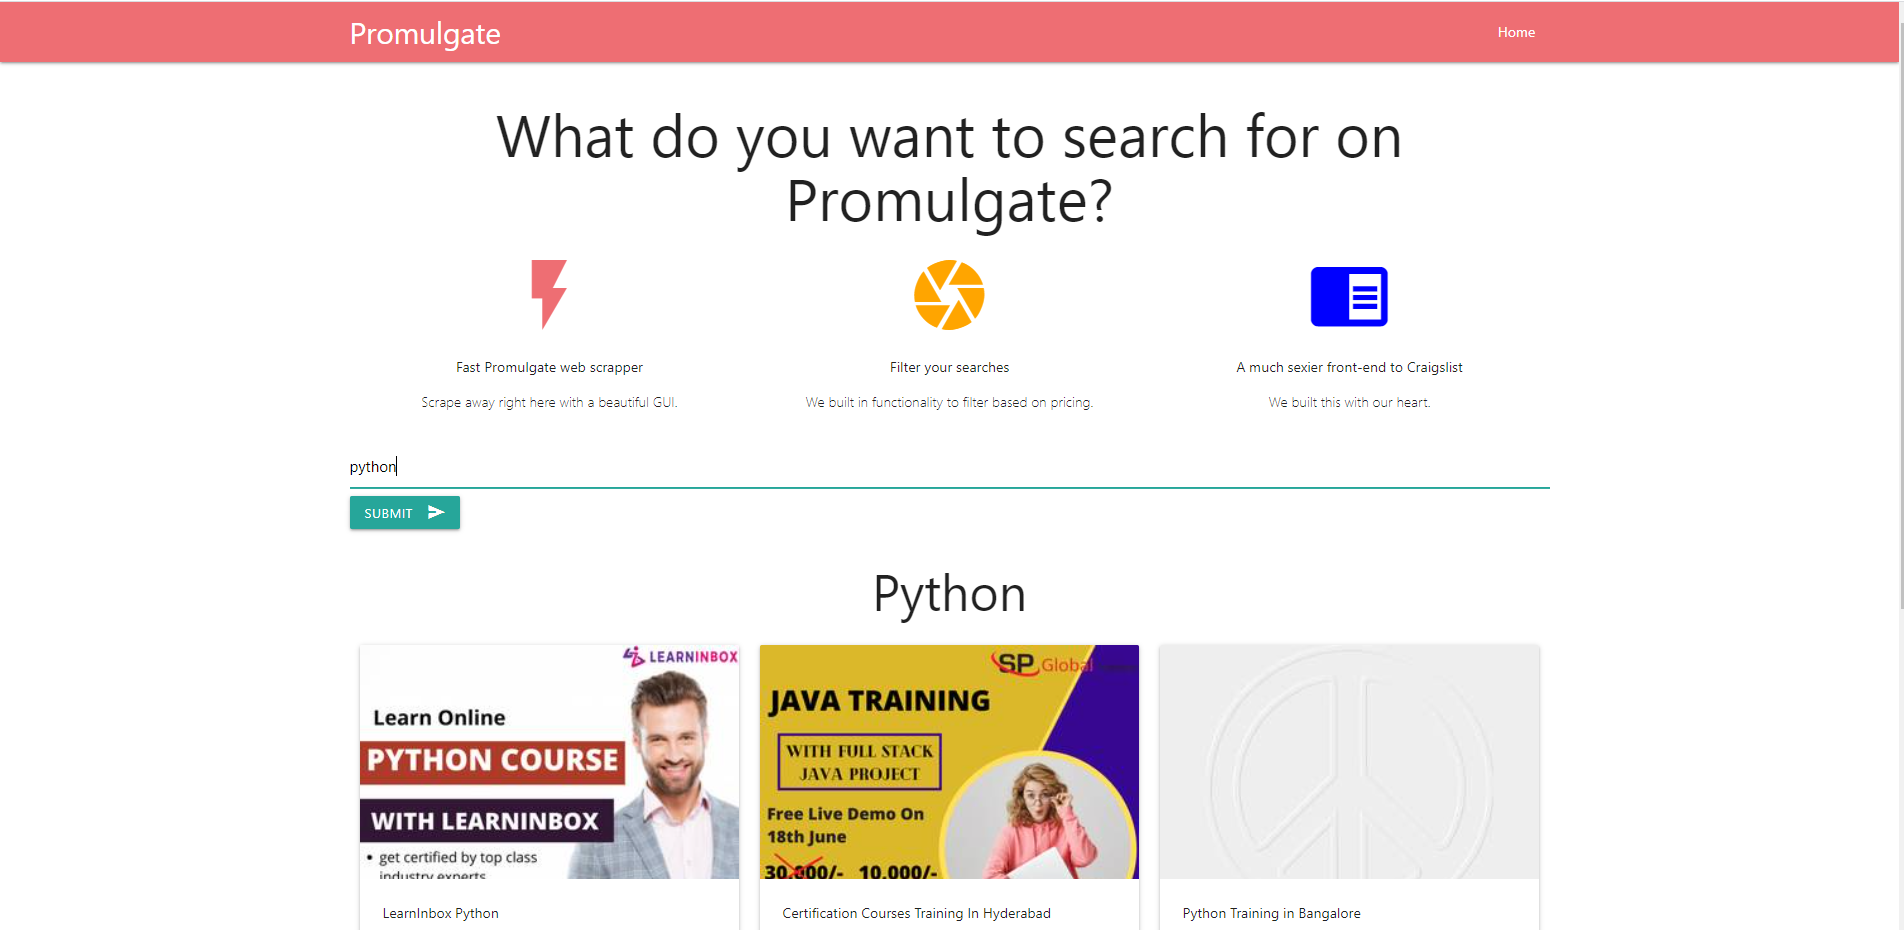 Promulgate
Home
What do you want to search for on
Promulgate?
Fast Promulgate web scrapper
Scrape away right here with a beautiful GUI.
Filter your searches
We built in functionality to filter based on pricing.
A much sexier front-end to Craigslist
We built this with our heart.
python
SUBMIT
Python
LEARNINBOX
Learn Online
PYTHON COURSE
WITH LEARNINBOX
• get certified by top class
industry experts
LearnInbox Python
SP Global
JAVA TRAINING
WITH FULL STACK
JAVA PROJECT
Free Live Demo On
18th June
30,000/- 10,000/-
Certification Courses Training In Hyderabad
Python Training in Bangalore